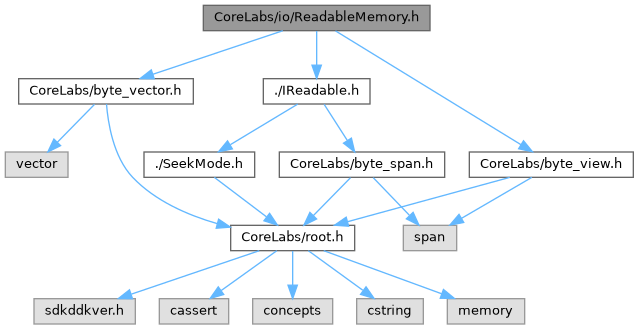 CoreLabs/io/ReadableMemory.h
CoreLabs/byte_vector.h
./IReadable.h
vector
./SeekMode.h
CoreLabs/byte_span.h
CoreLabs/byte_view.h
CoreLabs/root.h
span
sdkddkver.h
cassert
concepts
cstring
memory